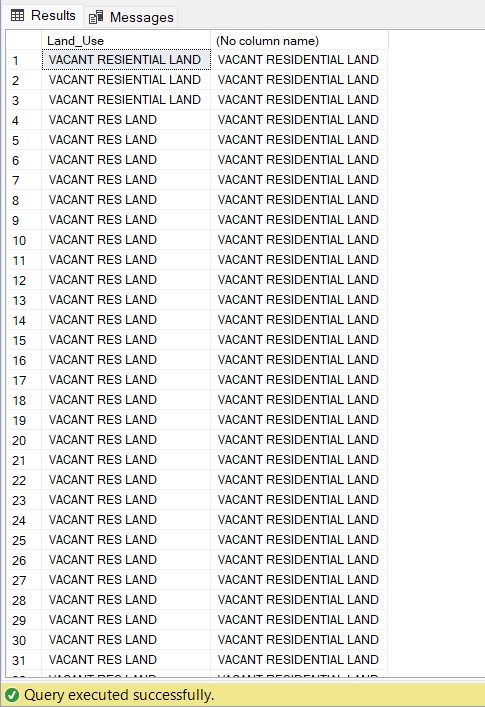 Results Messages
Land_Use (No column name)
1 VACANT RESIENTIAL LAND VACANT RESIDENTIAL LAND
2 VACANT RESIENTIAL LAND VACANT RESIDENTIAL LAND
3 VACANT RESIENTIAL LAND VACANT RESIDENTIAL LAND
4 VACANT RES LAND VACANT RESIDENTIAL LAND
5 VACANT RES LAND VACANT RESIDENTIAL LAND
6 VACANT RES LAND VACANT RESIDENTIAL LAND
7 VACANT RES LAND VACANT RESIDENTIAL LAND
8 VACANT RES LAND VACANT RESIDENTIAL LAND
9 VACANT RES LAND VACANT RESIDENTIAL LAND
10 VACANT RES LAND VACANT RESIDENTIAL LAND
11 VACANT RES LAND VACANT RESIDENTIAL LAND
12 VACANT RES LAND VACANT RESIDENTIAL LAND
13 VACANT RES LAND VACANT RESIDENTIAL LAND
14 VACANT RES LAND VACANT RESIDENTIAL LAND
15 VACANT RES LAND VACANT RESIDENTIAL LAND
16 VACANT RES LAND VACANT RESIDENTIAL LAND
17 VACANT RES LAND VACANT RESIDENTIAL LAND
18 VACANT RES LAND VACANT RESIDENTIAL LAND
19 VACANT RES LAND VACANT RESIDENTIAL LAND
20 VACANT RES LAND VACANT RESIDENTIAL LAND
21 VACANT RES LAND VACANT RESIDENTIAL LAND
22 VACANT RES LAND VACANT RESIDENTIAL LAND
23 VACANT RES LAND VACANT RESIDENTIAL LAND
24 VACANT RES LAND VACANT RESIDENTIAL LAND
25 VACANT RES LAND VACANT RESIDENTIAL LAND
26 VACANT RES LAND VACANT RESIDENTIAL LAND
27 VACANT RES LAND VACANT RESIDENTIAL LAND
28 VACANT RES LAND VACANT RESIDENTIAL LAND
29 VACANT RES LAND VACANT RESIDENTIAL LAND
30 VACANT RES LAND VACANT RESIDENTIAL LAND
31 VACANT RES LAND VACANT RESIDENTIAL LAND
Query executed successfully.